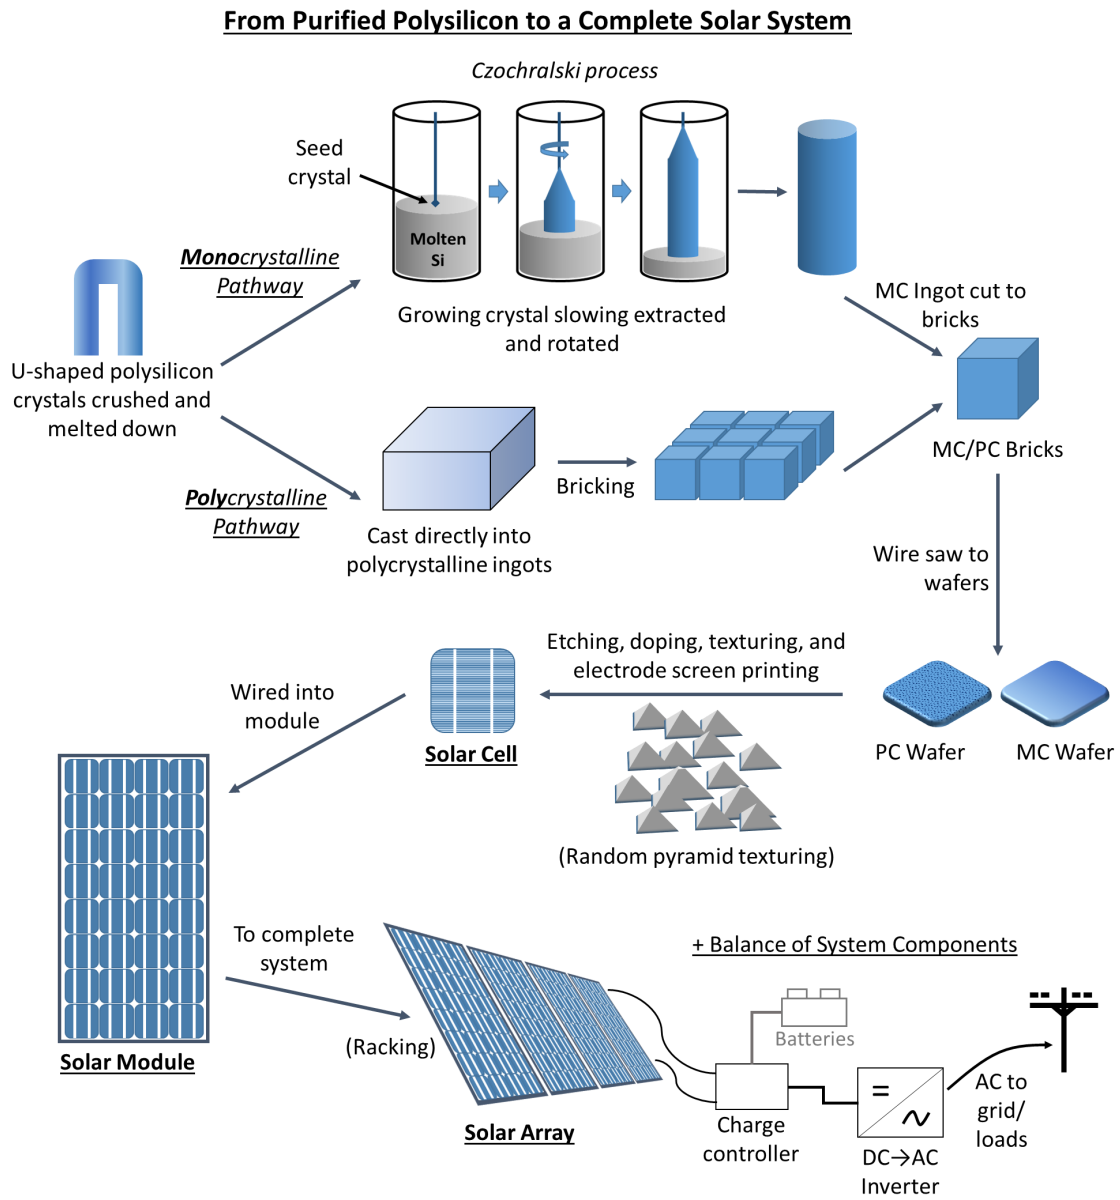 From Purified Polysilicon to a Complete Solar System
Czochralski process
Seed
crystal
Molten
Si
Monocrystalline
Pathway
Growing crystal slowing extracted
and rotated
MC Ingot cut to
bricks
U-shaped polysilicon
crystals crushed and
melted down
MC/PC Bricks
Bricking
Polycrystalline
Pathway
Cast directly into
polycrystalline ingots
Wire saw to
wafers
Etching, doping, texturing, and
electrode screen printing
Wired into
module
Solar Cell
PC Wafer
MC Wafer
(Random pyramid texturing)
To complete
system
+ Balance of System Components
(Racking)
Batteries
Solar Module
Solar Array
Charge
controller
=
∿
DC→AC
Inverter
AC to
grid/
loads